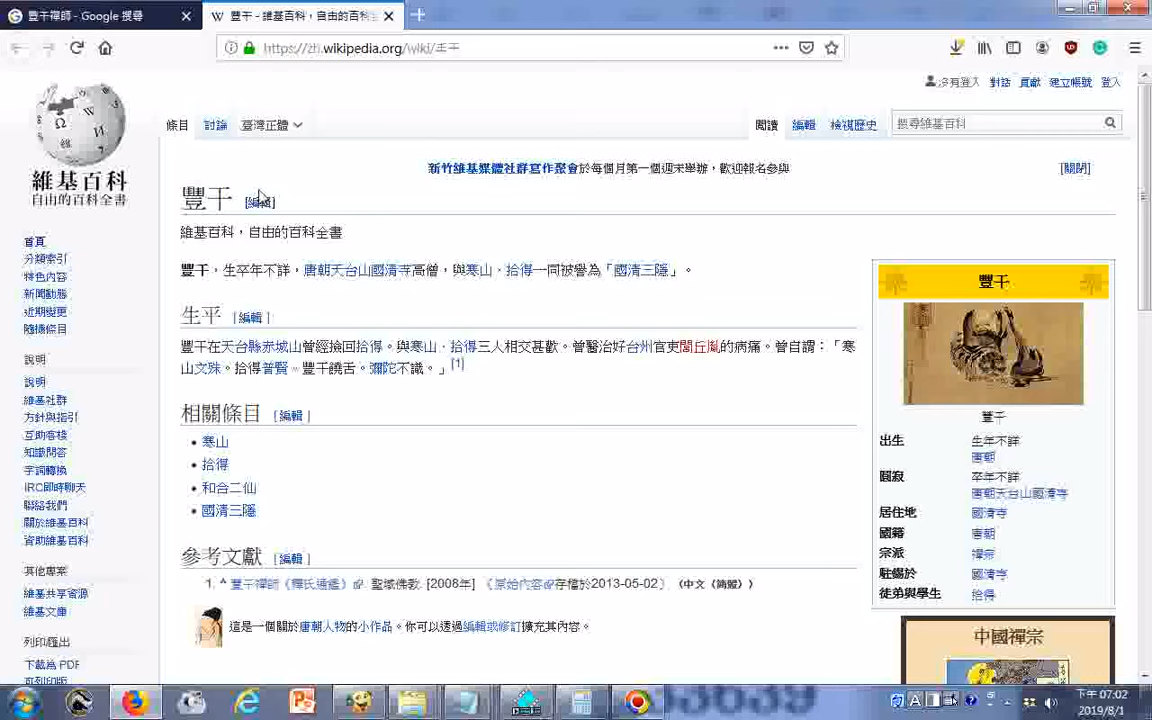 豐干禪師 - Google 搜尋
豐干 - 維基百科，自由的百科全
https://zh.wikipedia.org/wiki/丰干
沒有登入 對話 貢獻 建立帳號 登入
條目 討論 臺灣正體
閱讀 編輯 檢視歷史 搜尋維基百科
維基百科
自由的百科全書
新竹維基媒體社群寫作聚會於每個月第一個週末舉辦，歡迎報名參與 [關閉]
豐干 [編輯]
維基百科，自由的百科全書
豐干，生卒年不詳，唐朝天台山國清寺高僧，與寒山、拾得一同被譽為「國清三隱」。
生平 [編輯]
豐干在天台縣赤城山曾經撿回拾得。與寒山、拾得三人相交甚歡。曾醫治好台州官吏閭丘胤的病痛。曾自謂：「寒
山文殊。拾得普賢。豐干饒舌。彌陀不識。」[1]
相關條目 [編輯]
寒山
拾得
和合二仙
國清三隱
參考文獻 [編輯]
1. ^ 豐干禪師《釋氏通鑑》 聖域佛教. [2008年] （原始內容存檔於2013-05-02） （中文（簡體））
這是一個關於唐朝人物的小作品。你可以透過編輯或修訂擴充其內容。
首頁
分類索引
特色內容
新聞動態
近期變更
隨機條目
說明
說明
維基社群
方針與指引
互助客棧
知識問答
字詞轉換
IRC即時聊天
聯絡我們
關於維基百科
資助維基百科
其他專案
維基共享資源
維基文庫
列印/匯出
下載為 PDF
可列印版
豐干
豐干
出生 生年不詳
唐朝
圓寂 卒年不詳
唐朝天台山國清寺
居住地 國清寺
國籍 唐朝
宗派 禪宗
駐錫於 國清寺
徒弟與學生 拾得
中國禪宗
下午 07:02
2019/8/1